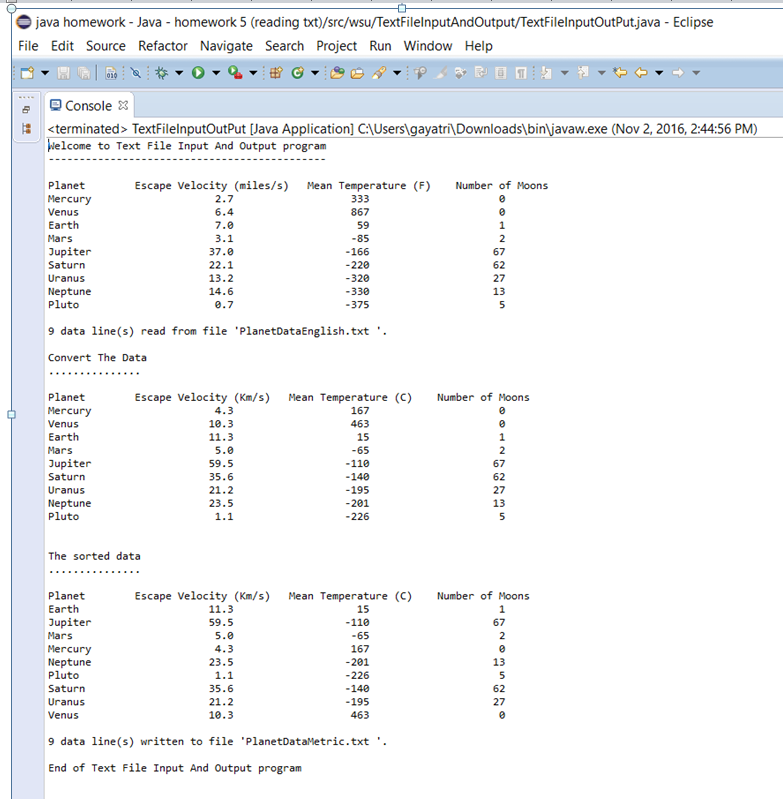 java homework - Java - homework 5 (reading txt)/src/wsu/TextFileInputAndOutput/TextFileInputOutPut.java - Eclipse
File Edit Source Refactor Navigate Search Project Run Window Help
Console
<terminated> TextFileInputOutPut [Java Application] C:\Users\gayatri\Downloads\bin\javaw.exe (Nov 2, 2016, 2:44:56 PM)
Welcome to Text File Input And Output program
---------------------------------------------
Planet Escape Velocity (miles/s) Mean Temperature (F) Number of Moons
Mercury 2.7 333 0
Venus 6.4 867 0
Earth 7.0 59 1
Mars 3.1 -85 2
Jupiter 37.0 -166 67
Saturn 22.1 -220 62
Uranus 13.2 -320 27
Neptune 14.6 -330 13
Pluto 0.7 -375 5
9 data line(s) read from file 'PlanetDataEnglish.txt '.
Convert The Data
...............
Planet Escape Velocity (Km/s) Mean Temperature (C) Number of Moons
Mercury 4.3 167 0
Venus 10.3 463 0
Earth 11.3 15 1
Mars 5.0 -65 2
Jupiter 59.5 -110 67
Saturn 35.6 -140 62
Uranus 21.2 -195 27
Neptune 23.5 -201 13
Pluto 1.1 -226 5
The sorted data
...............
Planet Escape Velocity (Km/s) Mean Temperature (C) Number of Moons
Earth 11.3 15 1
Jupiter 59.5 -110 67
Mars 5.0 -65 2
Mercury 4.3 167 0
Neptune 23.5 -201 13
Pluto 1.1 -226 5
Saturn 35.6 -140 62
Uranus 21.2 -195 27
Venus 10.3 463 0
9 data line(s) written to file 'PlanetDataMetric.txt '.
End of Text File Input And Output program